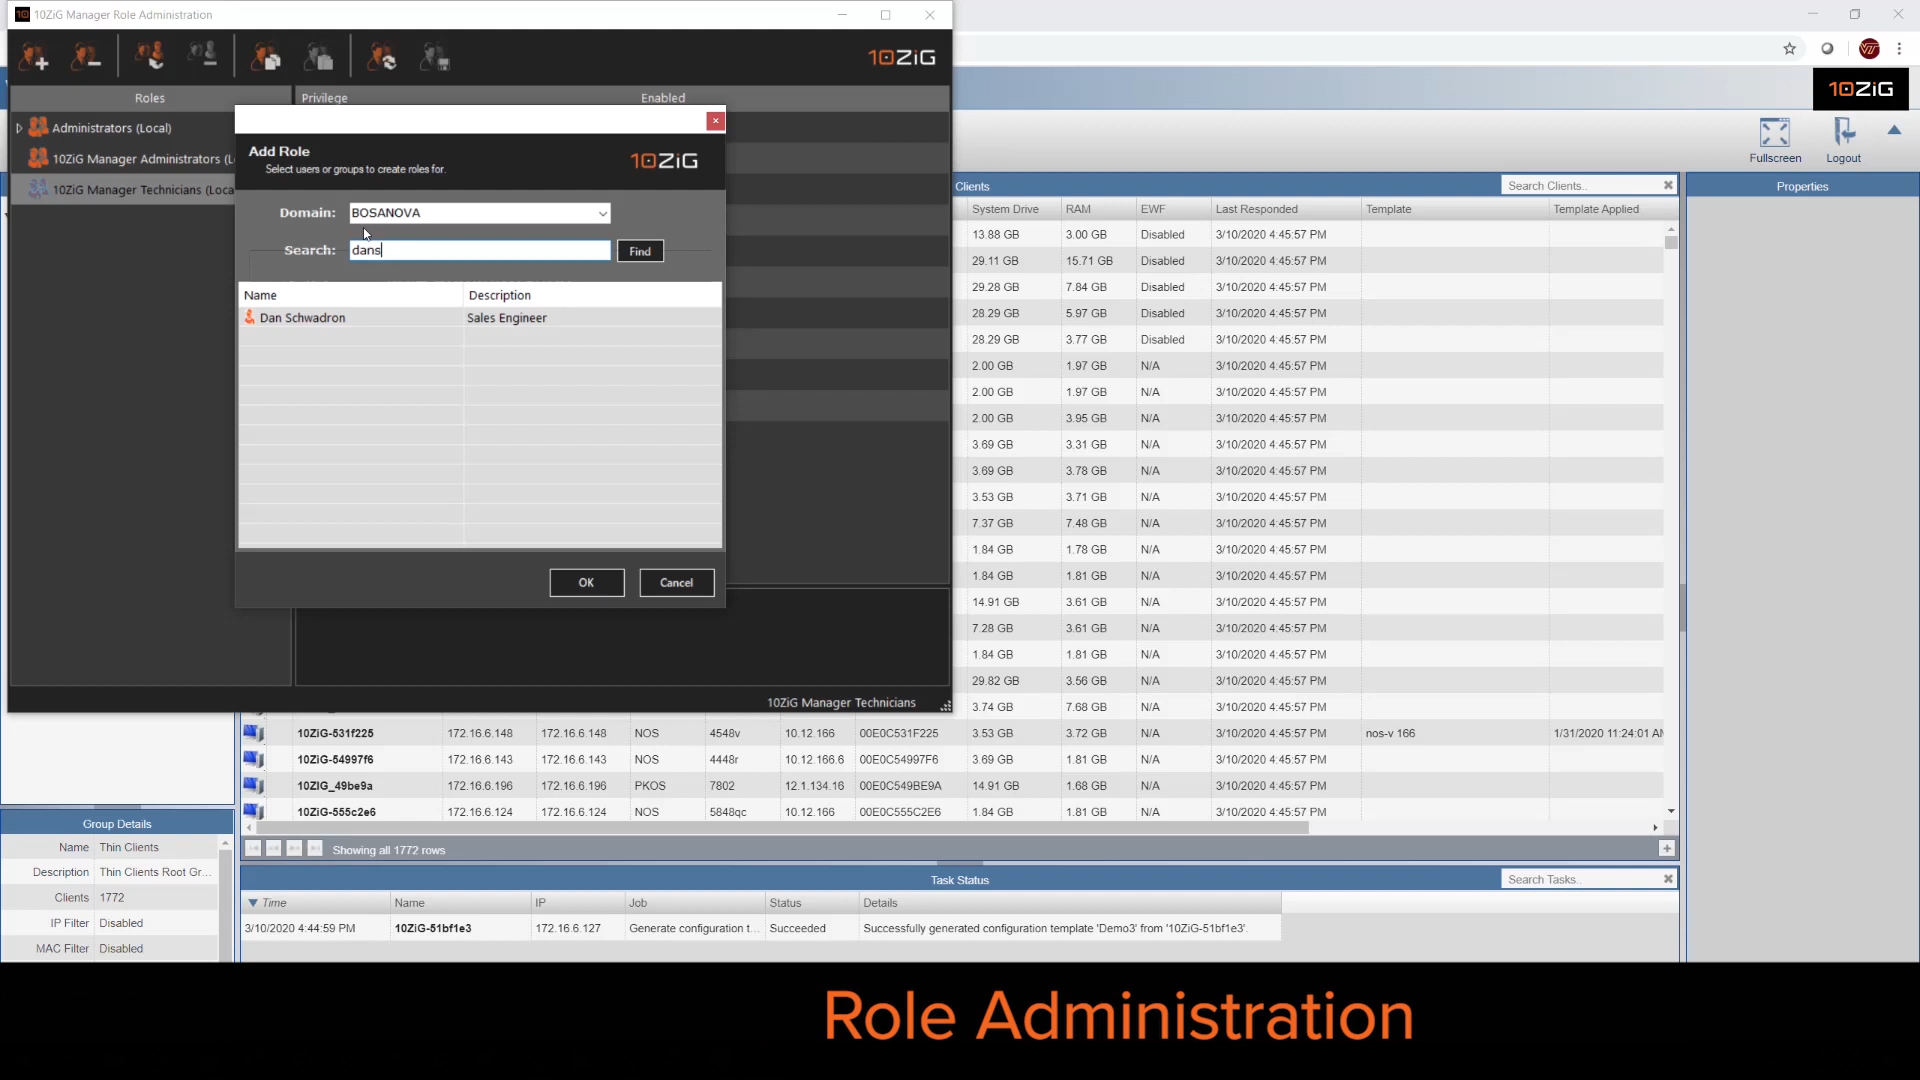 10ZiG Manager Role Administration
10ZiG
10ZiG
Fullscreen
Logout
Roles
Privilege
Enabled
Administrators (Local)
10ZiG Manager Administrators (L
10ZiG Manager Technicians (Loca
Add Role
Select users or groups to create roles for.
10ZiG
Domain: BOSANOVA
Search: dans Find
Name Description
Dan Schwadron Sales Engineer
OK Cancel
10ZiG Manager Technicians
Clients Search Clients..
Properties
System Drive RAM EWF Last Responded Template Template Applied
13.88 GB 3.00 GB Disabled 3/10/2020 4:45:57 PM
29.11 GB 15.71 GB Disabled 3/10/2020 4:45:57 PM
29.28 GB 7.84 GB Disabled 3/10/2020 4:45:57 PM
28.29 GB 5.97 GB Disabled 3/10/2020 4:45:57 PM
28.29 GB 3.77 GB Disabled 3/10/2020 4:45:57 PM
2.00 GB 1.97 GB N/A 3/10/2020 4:45:57 PM
2.00 GB 1.97 GB N/A 3/10/2020 4:45:57 PM
2.00 GB 3.95 GB N/A 3/10/2020 4:45:57 PM
3.69 GB 3.31 GB N/A 3/10/2020 4:45:57 PM
3.69 GB 3.78 GB N/A 3/10/2020 4:45:57 PM
3.53 GB 3.71 GB N/A 3/10/2020 4:45:57 PM
7.37 GB 7.48 GB N/A 3/10/2020 4:45:57 PM
1.84 GB 1.78 GB N/A 3/10/2020 4:45:57 PM
1.84 GB 1.81 GB N/A 3/10/2020 4:45:57 PM
14.91 GB 3.61 GB N/A 3/10/2020 4:45:57 PM
7.28 GB 3.61 GB N/A 3/10/2020 4:45:57 PM
1.84 GB 1.81 GB N/A 3/10/2020 4:45:57 PM
29.82 GB 3.56 GB N/A 3/10/2020 4:45:57 PM
3.74 GB 7.68 GB N/A 3/10/2020 4:45:57 PM
10ZiG-531f225 172.16.6.148 172.16.6.148 NOS 4548v 10.12.166 00E0C531F225 3.53 GB 3.72 GB N/A 3/10/2020 4:45:57 PM nos-v 166 1/31/2020 11:24:01 AM
10ZiG-54997f6 172.16.6.143 172.16.6.143 NOS 4448r 10.12.166.6 00E0C54997F6 3.69 GB 1.81 GB N/A 3/10/2020 4:45:57 PM
10ZIG_49be9a 172.16.6.196 172.16.6.196 PKOS 7802 12.1.134.16 00E0C549BE9A 14.91 GB 1.68 GB N/A 3/10/2020 4:45:57 PM
10ZiG-555c2e6 172.16.6.124 172.16.6.124 NOS 5848qc 10.12.166 00E0C555C2E6 1.84 GB 1.81 GB N/A 3/10/2020 4:45:57 PM
Showing all 1772 rows
Group Details
Name Thin Clients
Description Thin Clients Root Gr...
Clients 1772
IP Filter Disabled
MAC Filter Disabled
Task Status Search Tasks..
Time Name IP Job Status Details
3/10/2020 4:44:59 PM 10ZiG-51bf1e3 172.16.6.127 Generate configuration t... Succeeded Successfully generated configuration template 'Demo3' from '10ZiG-51bf1e3'.
Role Administration